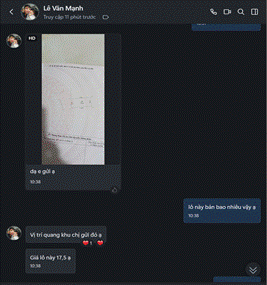 Lê Văn Mạnh
Truy cập 11 phút trước
HD
dạ e gửi ạ
10:38
lô này bán bao nhiêu vậy ạ
10:38
Vị trí quang khu chị gửi đó ạ
Giá lô này 17,5 ạ
10:38